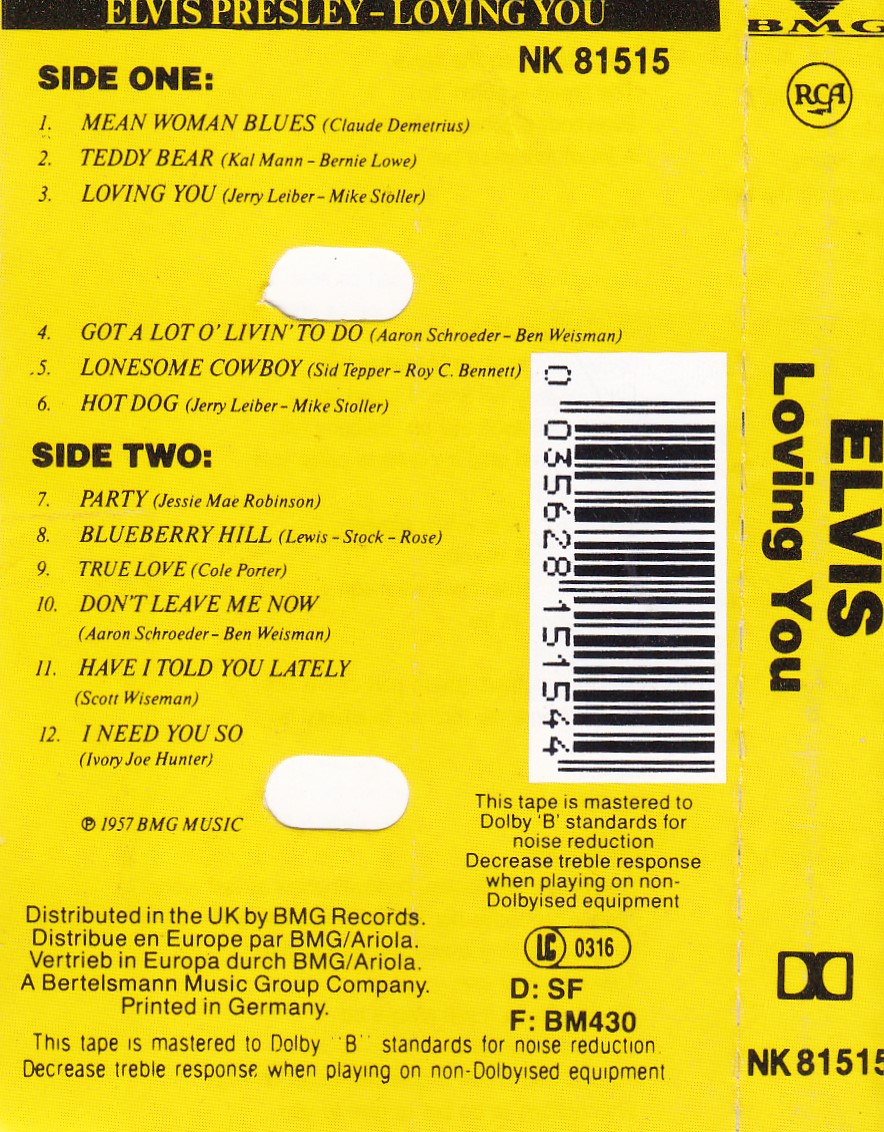 ELVIS PRESLEY – LOVING YOU
NK 81515
SIDE ONE:
1. MEAN WOMAN BLUES (Claude Demetrius)
2. TEDDY BEAR (Kal Mann – Bernie Lowe)
3. LOVING YOU (Jerry Leiber – Mike Stoller)
4. GOT A LOT O' LIVIN' TO DO (Aaron Schroeder – Ben Weisman)
5. LONESOME COWBOY (Sid Tepper – Roy C. Bennett)
6. HOT DOG (Jerry Leiber – Mike Stoller)
SIDE TWO:
7. PARTY (Jessie Mae Robinson)
8. BLUEBERRY HILL (Lewis – Stock – Rose)
9. TRUE LOVE (Cole Porter)
10. DON'T LEAVE ME NOW
(Aaron Schroeder – Ben Weisman)
11. HAVE I TOLD YOU LATELY
(Scott Wiseman)
12. I NEED YOU SO
(Ivory Joe Hunter)
℗ 1957 BMG MUSIC
0 035628 151544
This tape is mastered to
Dolby 'B' standards for
noise reduction
Decrease treble response
when playing on non-
Dolbyised equipment
Distributed in the UK by BMG Records.
Distribue en Europe par BMG/Ariola.
Vertrieb in Europa durch BMG/Ariola.
A Bertelsmann Music Group Company.
Printed in Germany.
LC 0316
D: SF
F: BM430
This tape is mastered to Dolby "B" standards for noise reduction.
Decrease treble response when playing on non-Dolbyised equipment
BMG
RCA
ELVIS
Loving You
NK 81515